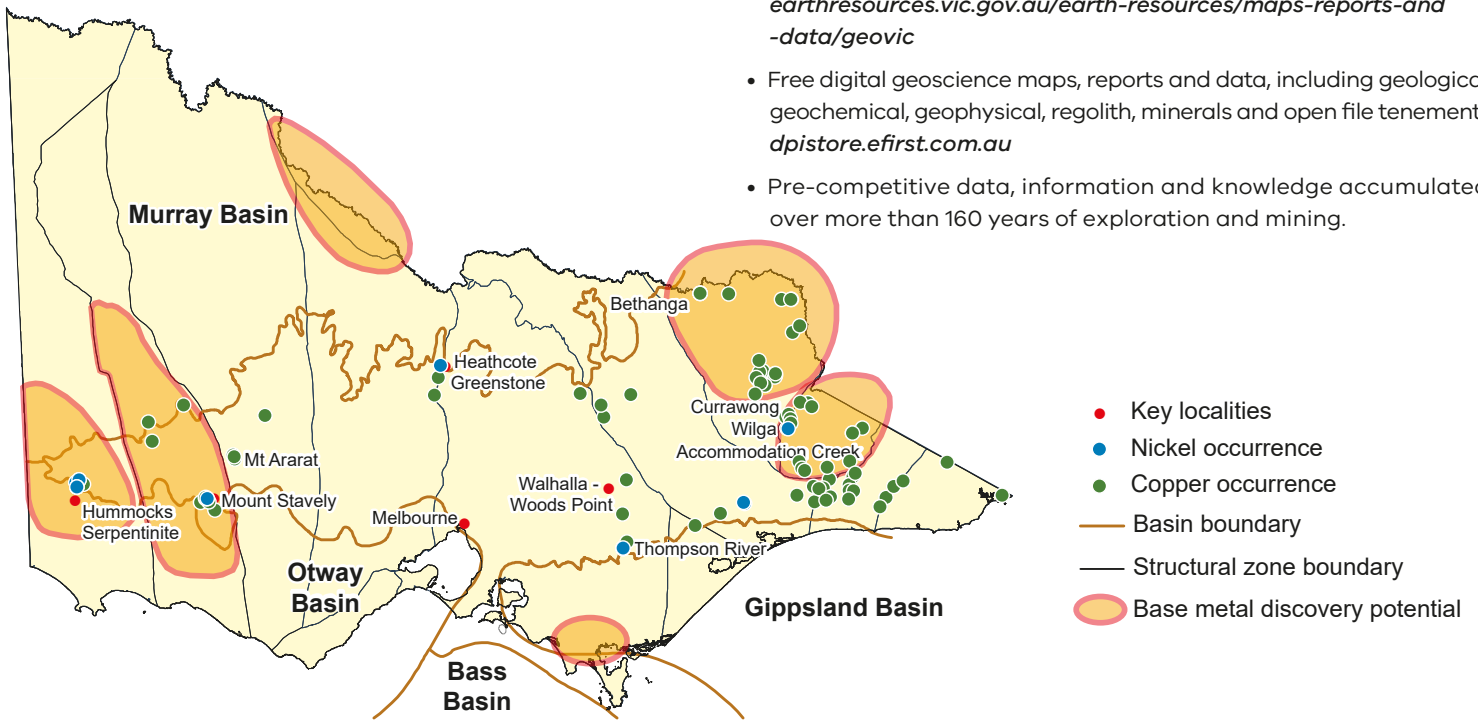 earthresources.vic.gov.au/earth-resources/maps-reports-and
-data/geovic
• Free digital geoscience maps, reports and data, including geologica
geochemical, geophysical, regolith, minerals and open file tenement
dpistore.efirst.com.au
• Pre-competitive data, information and knowledge accumulated
over more than 160 years of exploration and mining.
Murray Basin
Bethanga
Heathcote
Greenstone
Currawong
Wilga
Accommodation Creek
Mt Ararat
Walhalla -
Woods Point
Mount Stavely
Hummocks
Serpentinite
Melbourne
Thompson River
Otway
Basin
Gippsland Basin
Bass
Basin
Key localities
Nickel occurrence
Copper occurrence
Basin boundary
Structural zone boundary
Base metal discovery potential